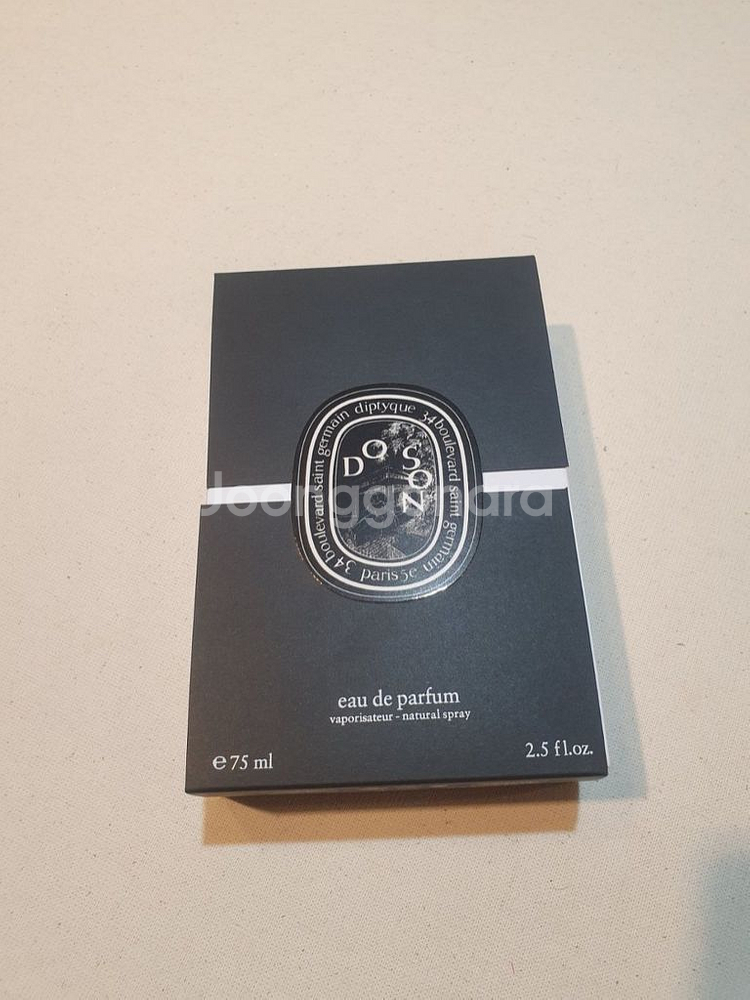 diptyque 34 boulevard saint germain paris 5e 34 boulevard saint germain
DO SON
Joonggonara
eau de parfum
vaporisateur - natural spray
e 75 ml
2.5 fl.oz.